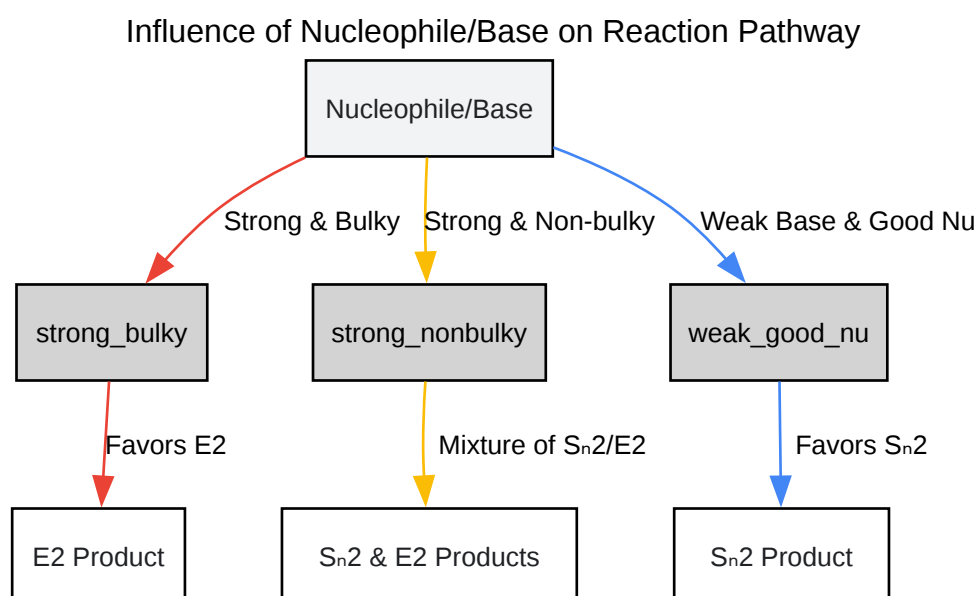 Influence of Nucleophile/Base on Reaction Pathway
Nucleophile/Base
Strong & Bulky
Strong & Non-bulky
Weak Base & Good Nu
strong_bulky
strong_nonbulky
weak_good_nu
Favors E2
Mixture of Sₙ2/E2
Favors Sₙ2
E2 Product
Sₙ2 & E2 Products
Sₙ2 Product